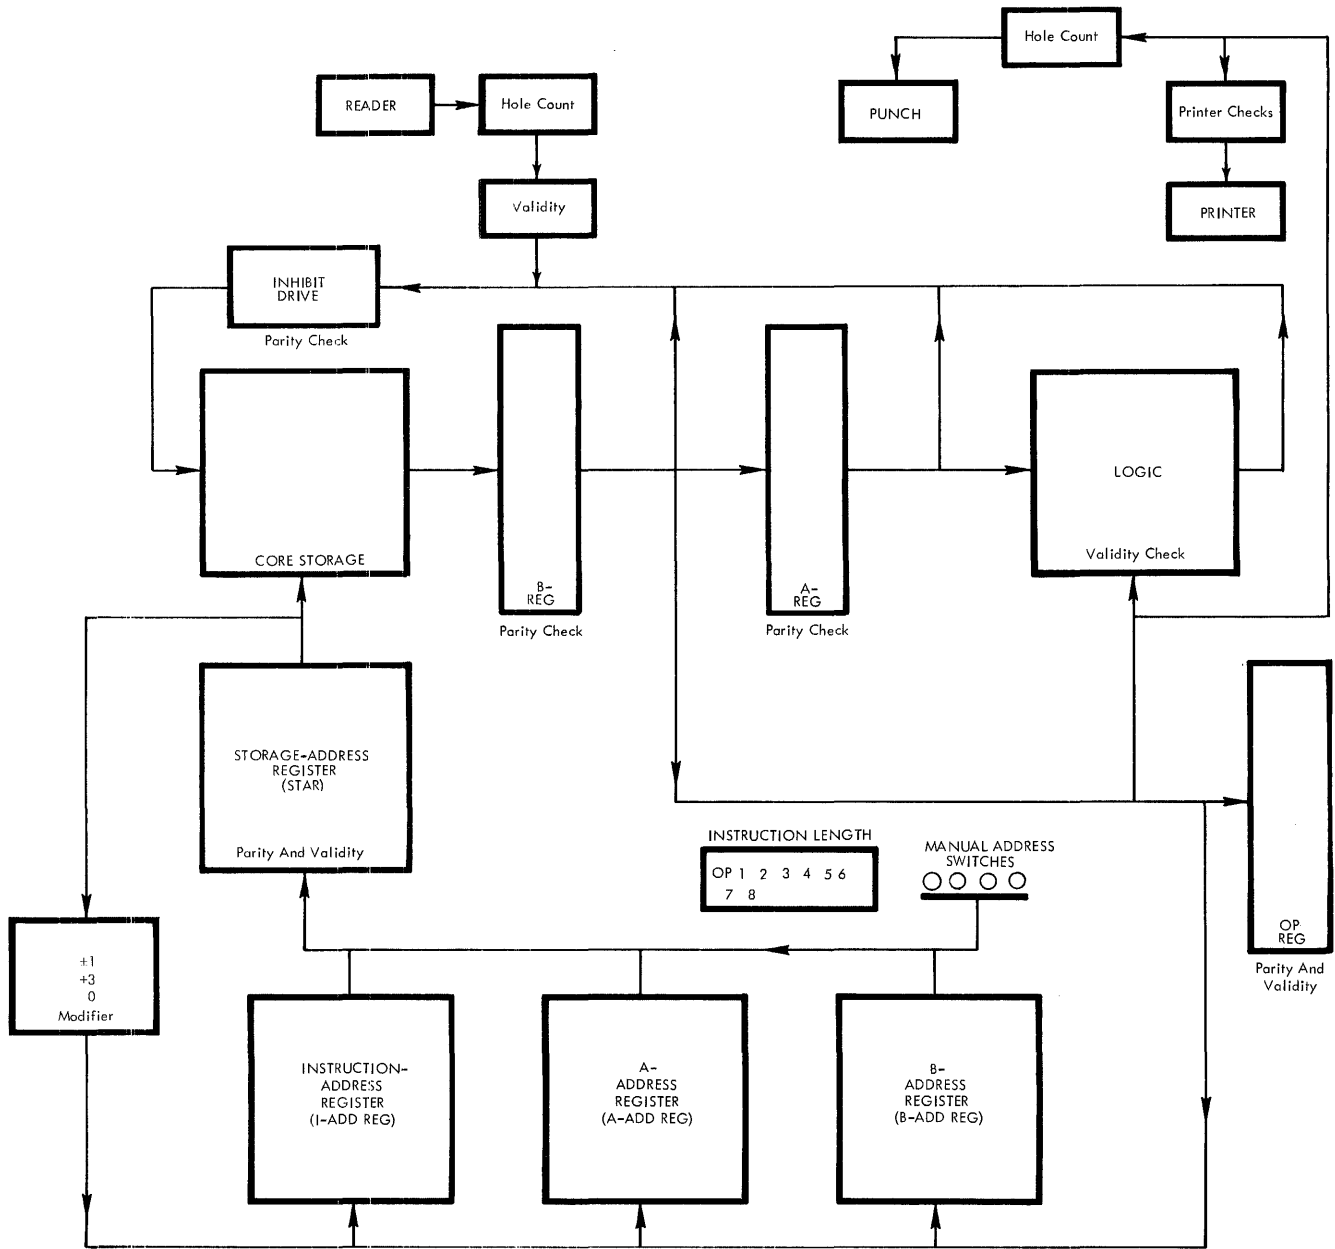 Hole Count
READER
Hole Count
PUNCH
Printer Checks
Validity
PRINTER
INHIBIT
DRIVE
Parity Check
CORE STORAGE
B-
REG
Parity Check
A-
REG
Parity Check
LOGIC
Validity Check
STORAGE-ADDRESS
REGISTER
(STAR)
Parity And Validity
INSTRUCTION LENGTH
OP 1 2 3 4 5 6
7 8
MANUAL ADDRESS
SWITCHES
OP
REG
Parity And
Validity
±1
+3
0
Modifier
INSTRUCTION-
ADDRESS
REGISTER
(I-ADD REG)
A-
ADDRESS
REGISTER
(A-ADD REG)
B-
ADDRESS
REGISTER
(B-ADD REG)